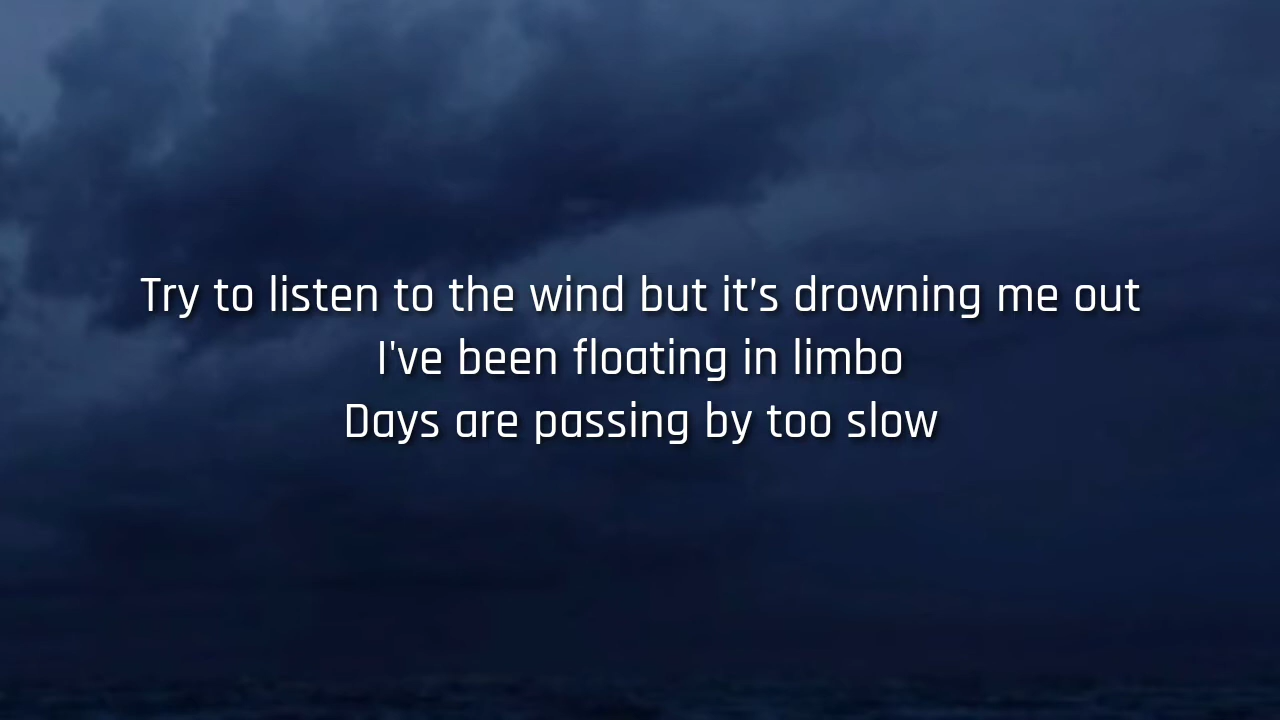 Try to listen to the wind but it's drowning me out
I've been floating in limbo
Days are passing by too slow